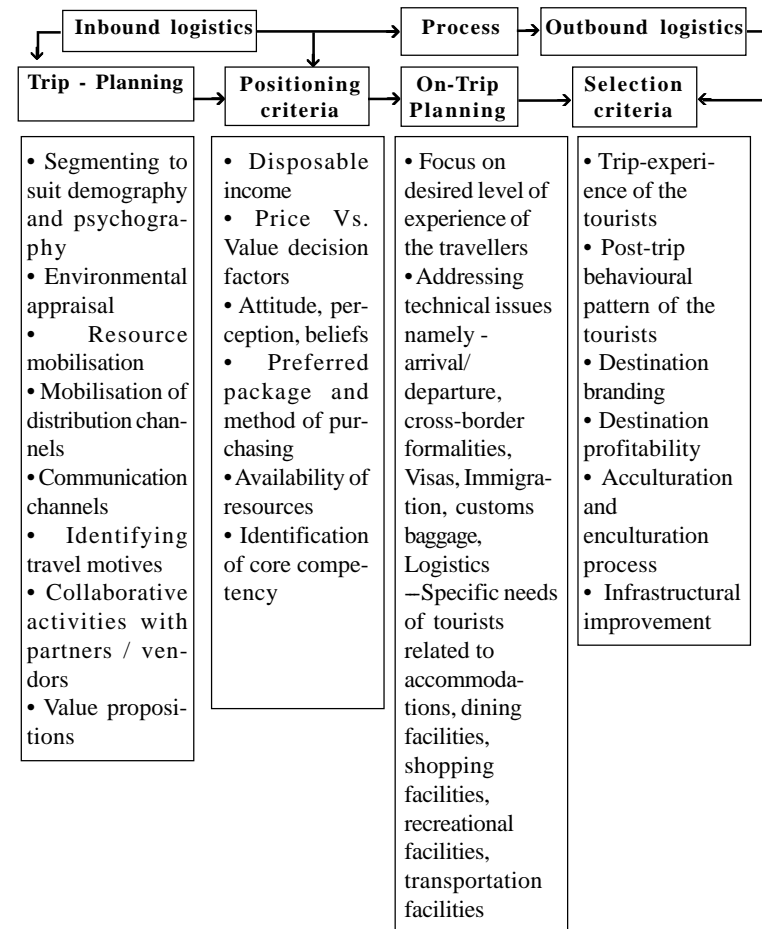 Inbound logistics
Process
Outbound logistics
Trip - Planning
Positioning
criteria
On-Trip
Planning
Selection
criteria
• Segmenting to
suit demography
and psychogra-
phy
• Environmental
appraisal
• Resource
mobilisation
• Mobilisation of
distribution chan-
nels
• Communication
channels
• Identifying
travel motives
• Collaborative
activities with
partners / ven-
dors
• Value proposi-
tions
• Disposable
income
• Price Vs.
Value decision
factors
• Attitude, per-
ception, beliefs
• Preferred
package and
method of pur-
chasing
• Availability of
resources
• Identification
of core compe-
tency
• Focus on
desired level of
experience of
the travellers
• Addressing
technical issues
namely -
arrival/
departure,
cross-border
formalities,
Visas, Immigra-
tion, customs
baggage,
Logistics
–Specific needs
of tourists
related to
accommoda-
tions, dining
facilities,
shopping
facilities,
recreational
facilities,
transportation
facilities
• Trip-experi-
ence of the
tourists
• Post-trip
behavioural
pattern of the
tourists
• Destination
branding
• Destination
profitability
• Acculturation
and
enculturation
process
• Infrastructural
improvement